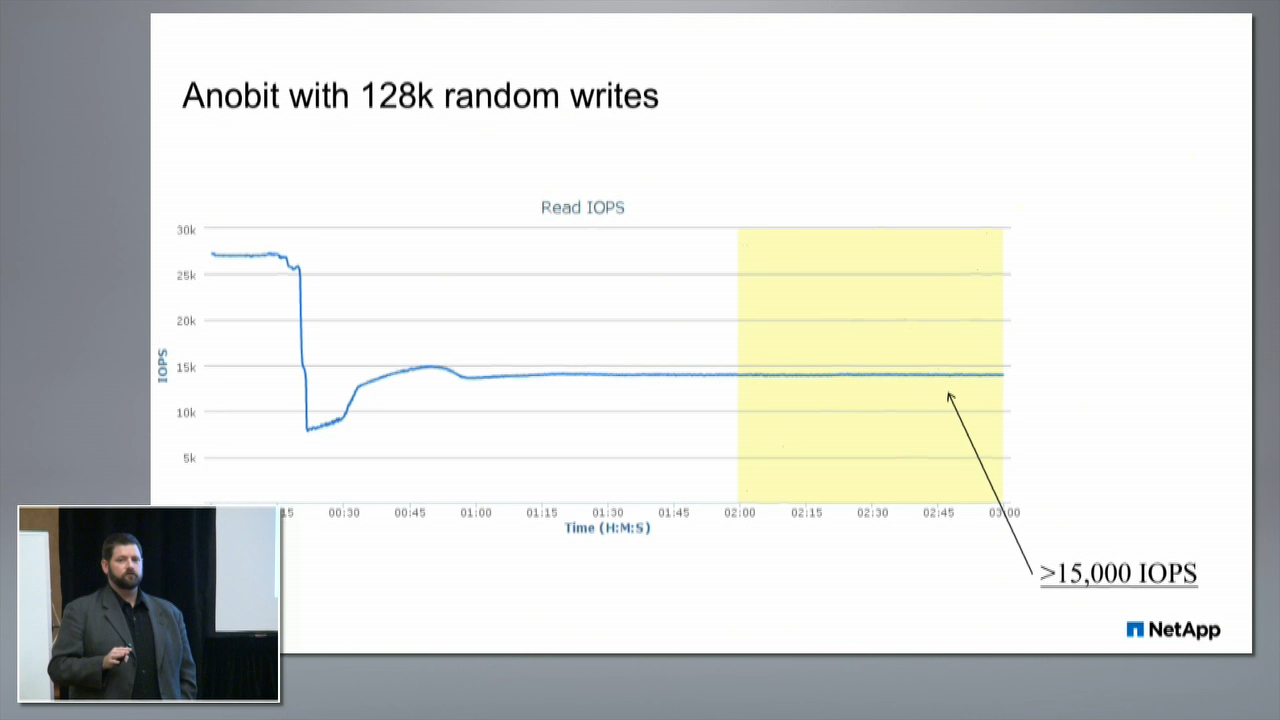 Anobit with 128k random writes
Read IOPS
30k
25k
20k
15k
10k
5k
IOPS
15 00:30 00:45 01:00 01:15 01:30 01:45 02:00 02:15 02:30 02:45 03:00
Time (H:M:S)
>15,000 IOPS
NetApp